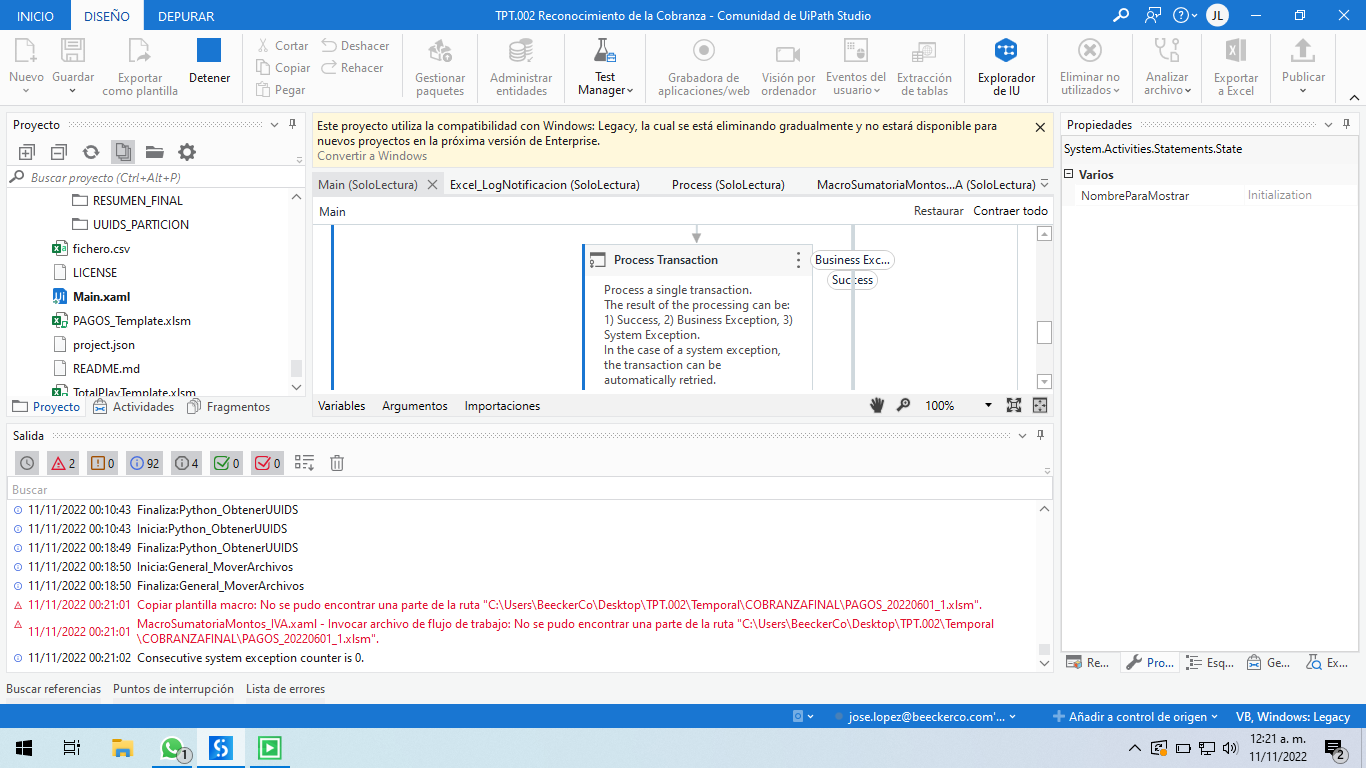 INICIO DISEÑO DEPURAR TPT.002 Reconocimiento de la Cobranza - Comunidad de UiPath Studio JL
Nuevo Guardar Exportar como plantilla Detener
Cortar Deshacer
Copiar Rehacer
Pegar
Gestionar paquetes
Administrar entidades
Test Manager
Grabadora de aplicaciones/web
Visión por ordenador
Eventos del usuario
Extracción de tablas
Explorador de IU
Eliminar no utilizados
Analizar archivo
Exportar a Excel
Publicar
Proyecto
Buscar proyecto (Ctrl+Alt+P)
RESUMEN_FINAL
UUIDS_PARTICION
fichero.csv
LICENSE
Main.xaml
PAGOS_Template.xlsm
project.json
README.md
TotalPlayTemplate.xlsm
Proyecto Actividades Fragmentos
Este proyecto utiliza la compatibilidad con Windows: Legacy, la cual se está eliminando gradualmente y no estará disponible para
nuevos proyectos en la próxima versión de Enterprise.
Convertir a Windows
Main (SoloLectura) Excel_LogNotificacion (SoloLectura) Process (SoloLectura) MacroSumatoriaMontos...A (SoloLectura)
Main Restaurar Contraer todo
Process Transaction
Business Exc...
Success
Process a single transaction.
The result of the processing can be:
1) Success, 2) Business Exception, 3)
System Exception.
In the case of a system exception,
the transaction can be
automatically retried.
Variables Argumentos Importaciones 100%
Propiedades
System.Activities.Statements.State
Varios
NombreParaMostrar Initialization
Re... Pro... Esq... Ge... Ex...
Salida
2 0 92 4 0 0
Buscar
11/11/2022 00:10:43 Finaliza:Python_ObtenerUUIDS
11/11/2022 00:10:43 Inicia:Python_ObtenerUUIDS
11/11/2022 00:18:49 Finaliza:Python_ObtenerUUIDS
11/11/2022 00:18:50 Inicia:General_MoverArchivos
11/11/2022 00:18:50 Finaliza:General_MoverArchivos
11/11/2022 00:21:01 Copiar plantilla macro: No se pudo encontrar una parte de la ruta "C:\Users\BeeckerCo\Desktop\TPT.002\Temporal\COBRANZAFINAL\PAGOS_20220601_1.xlsm".
11/11/2022 00:21:01 MacroSumatoriaMontos_IVA.xaml - Invocar archivo de flujo de trabajo: No se pudo encontrar una parte de la ruta "C:\Users\BeeckerCo\Desktop\TPT.002\Temporal
\COBRANZAFINAL\PAGOS_20220601_1.xlsm".
11/11/2022 00:21:02 Consecutive system exception counter is 0.
Buscar referencias Puntos de interrupción Lista de errores
jose.lopez@beeckerco.com'... Añadir a control de origen VB, Windows: Legacy
1
12:21 a. m.
11/11/2022
2